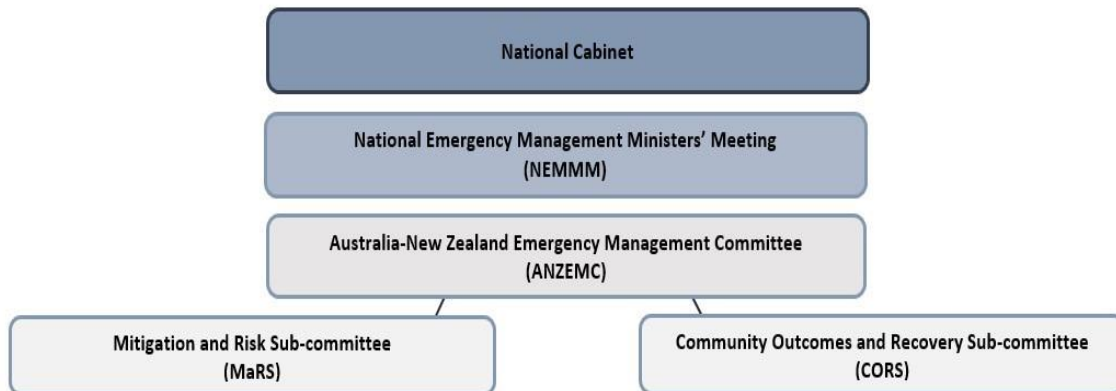 National Cabinet
National Emergency Management Ministers’ Meeting
(NEMMM)
Australia-New Zealand Emergency Management Committee
(ANZEMC)
Mitigation and Risk Sub-committee
(MaRS)
Community Outcomes and Recovery Sub-committee
(CORS)